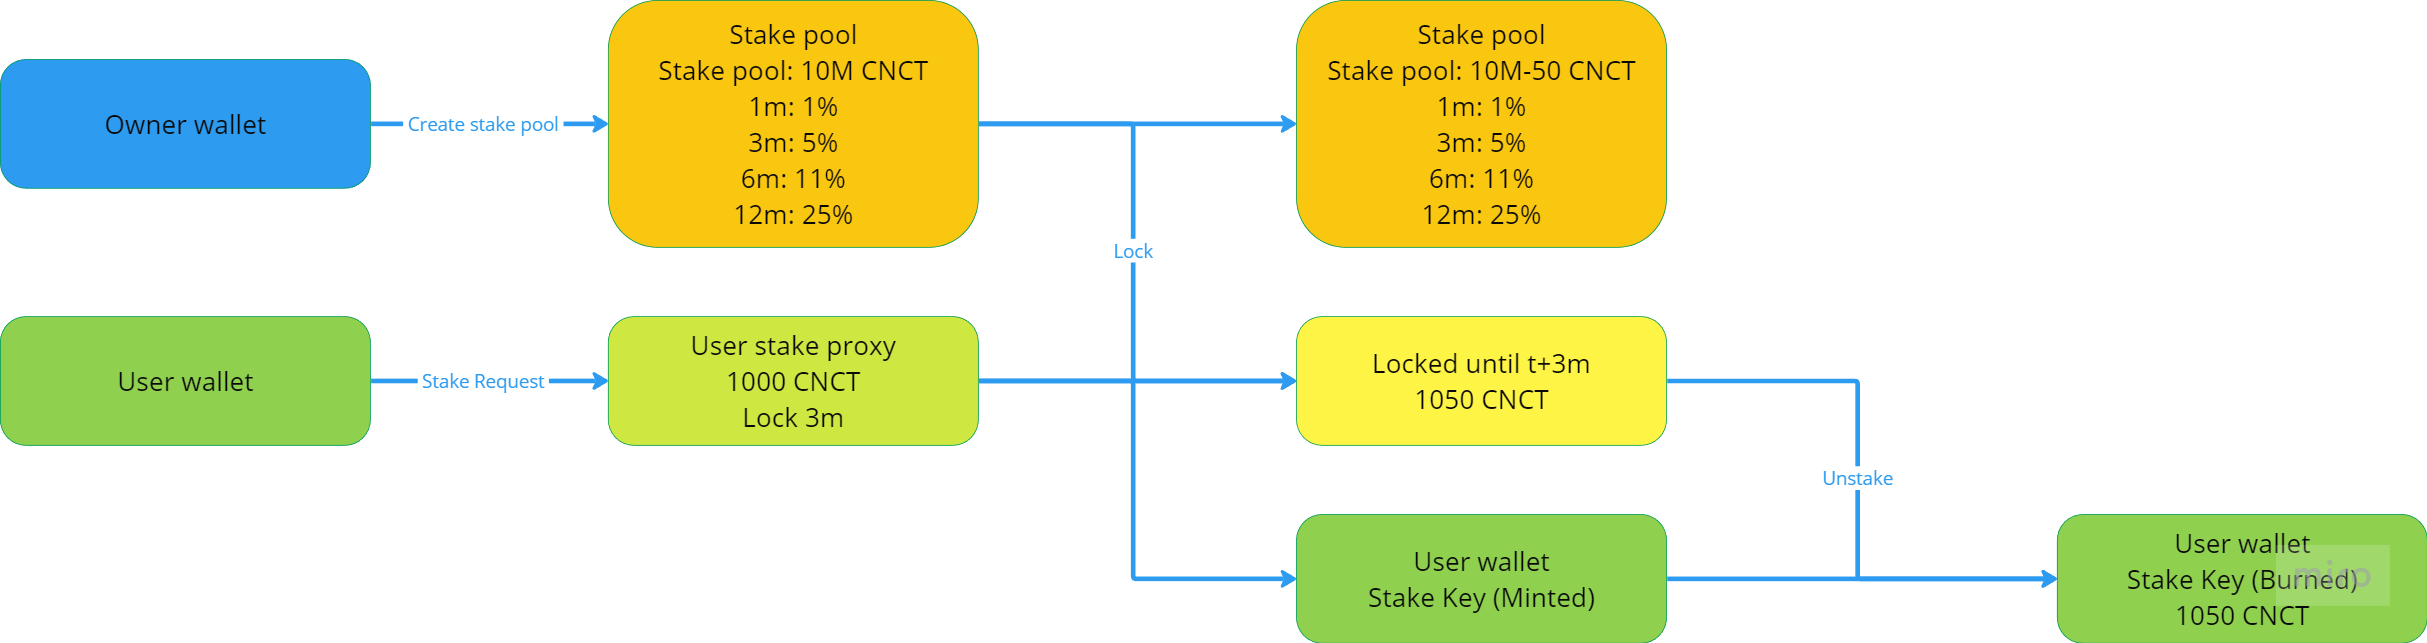 Owner wallet
Create stake pool
Stake pool
Stake pool: 10M CNCT
1m: 1%
3m: 5%
6m: 11%
12m: 25%
Stake pool
Stake pool: 10M-50 CNCT
1m: 1%
3m: 5%
6m: 11%
12m: 25%
Lock
User wallet
Stake Request
User stake proxy
1000 CNCT
Lock 3m
Locked until t+3m
1050 CNCT
Unstake
User wallet
Stake Key (Minted)
User wallet
Stake Key (Burned)
1050 CNCT
miro